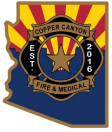 COPPER CANYON
EST.
2016
FIRE & MEDICAL